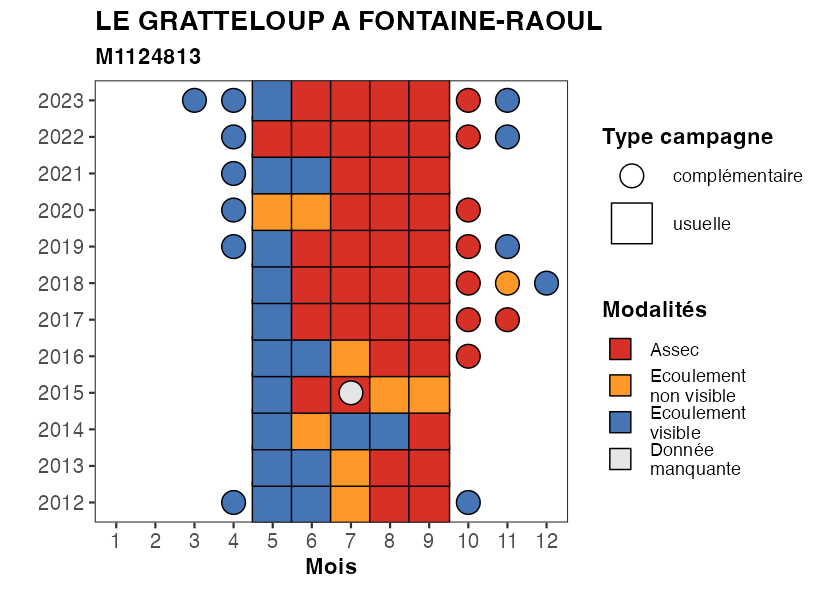 LE GRATTELOUP A FONTAINE-RAOUL
M1124813
2023
2022
2021
2020
2019
2018
2017
2016
2015
2014
2013
2012
1 2 3 4 5 6 7 8 9 10 11 12
Mois
Type campagne
complémentaire
usuelle
Modalités
Assec
Ecoulement
non visible
Ecoulement
visible
Donnée
manquante